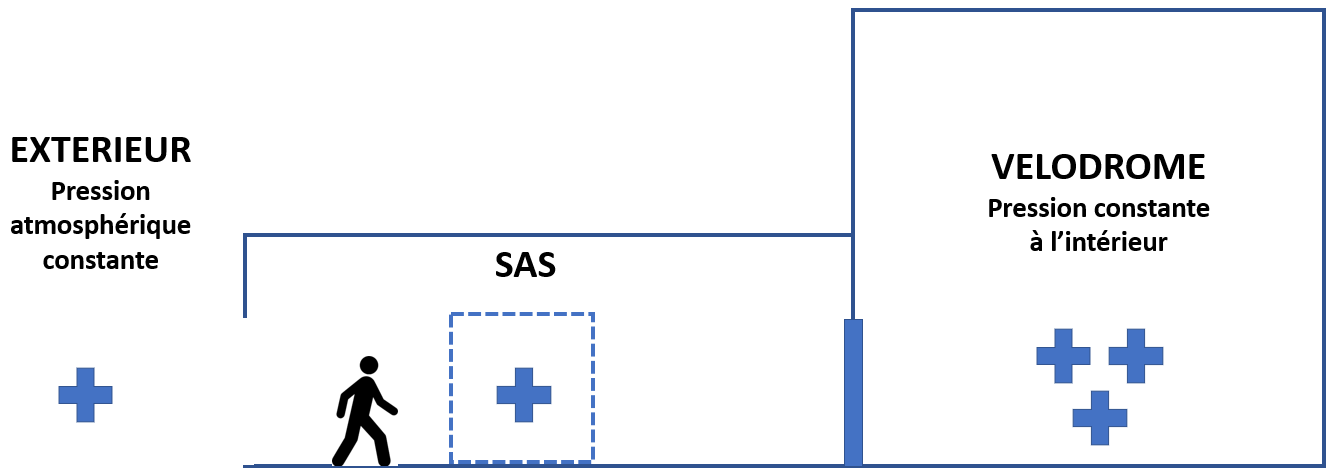 EXTERIEUR
Pression
atmosphérique
constante
SAS
VELODROME
Pression constante
à l’intérieur